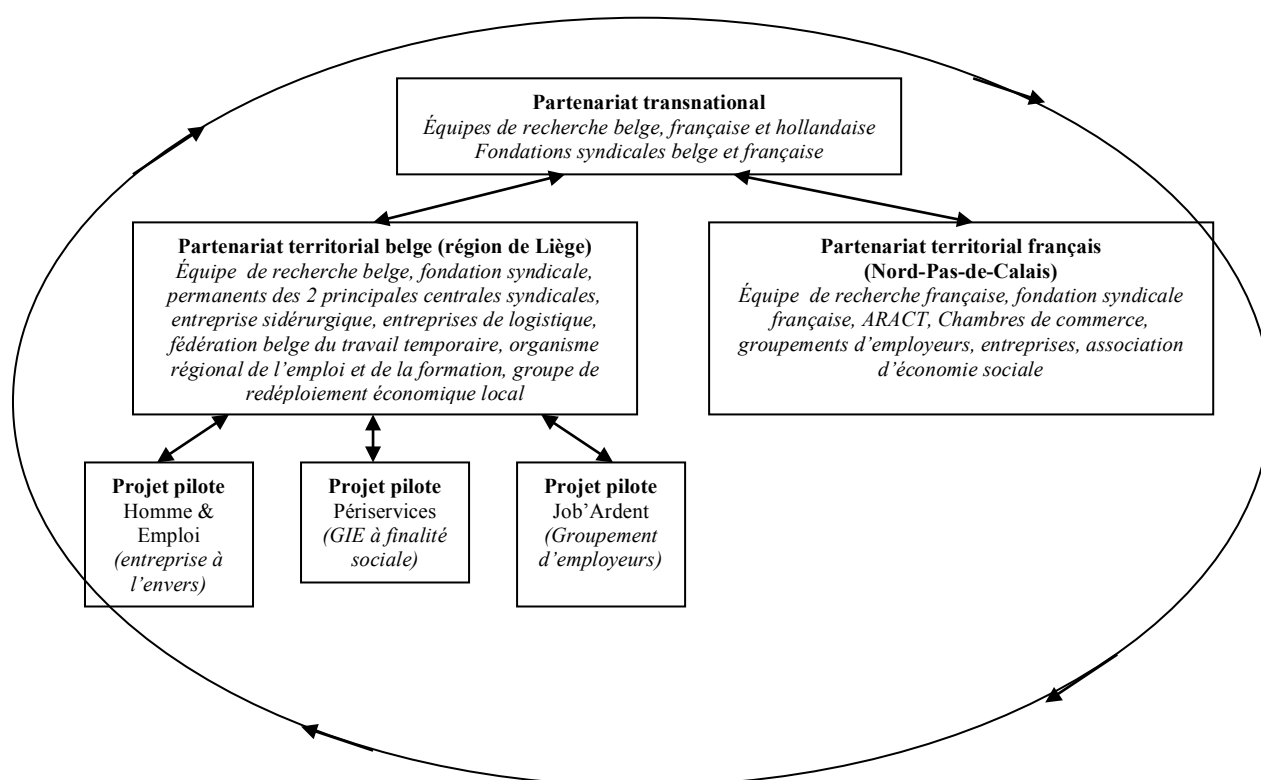 Partenariat transnational
Équipes de recherche belge, française et hollandaise
Fondations syndicales belge et française
Partenariat territorial belge (région de Liège)
Équipe de recherche belge, fondation syndicale,
permanents des 2 principales centrales syndicales,
entreprise sidérurgique, entreprises de logistique,
fédération belge du travail temporaire, organisme
régional de l'emploi et de la formation, groupe de
redéploiement économique local
Partenariat territorial français
(Nord-Pas-de-Calais)
Équipe de recherche française, fondation syndicale
française, ARACT, Chambres de commerce,
groupements d'employeurs, entreprises, association
d'économie sociale
Projet pilote
Homme &
Emploi
(entreprise à
l'envers)
Projet pilote
Périservices
(GIE à finalité
sociale)
Projet pilote
Job'Ardent
(Groupement
d'employeurs)